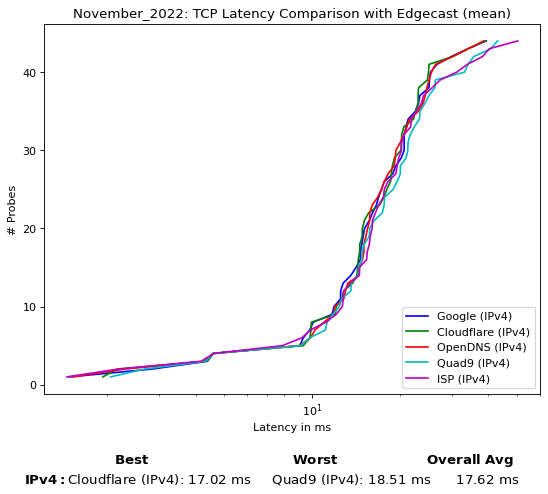 November_2022: TCP Latency Comparison with Edgecast (mean)
# Probes
40
30
20
10
0
Google (IPv4)
Cloudflare (IPv4)
OpenDNS (IPv4)
Quad9 (IPv4)
ISP (IPv4)
10¹
Latency in ms
Best Worst Overall Avg
IPv4: Cloudflare (IPv4): 17.02 ms Quad9 (IPv4): 18.51 ms 17.62 ms